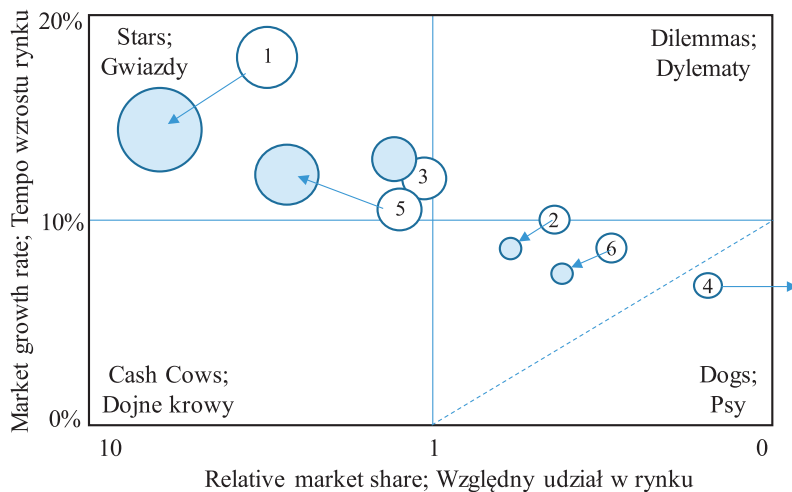 Market growth rate; Tempo wzrostu rynku
20%
10%
0%
Stars;
Gwiazdy
Dilemmas;
Dylematy
1
3
5
2
6
4
Cash Cows;
Dojne krowy
Dogs;
Psy
10
1
0
Relative market share; Względny udział w rynku